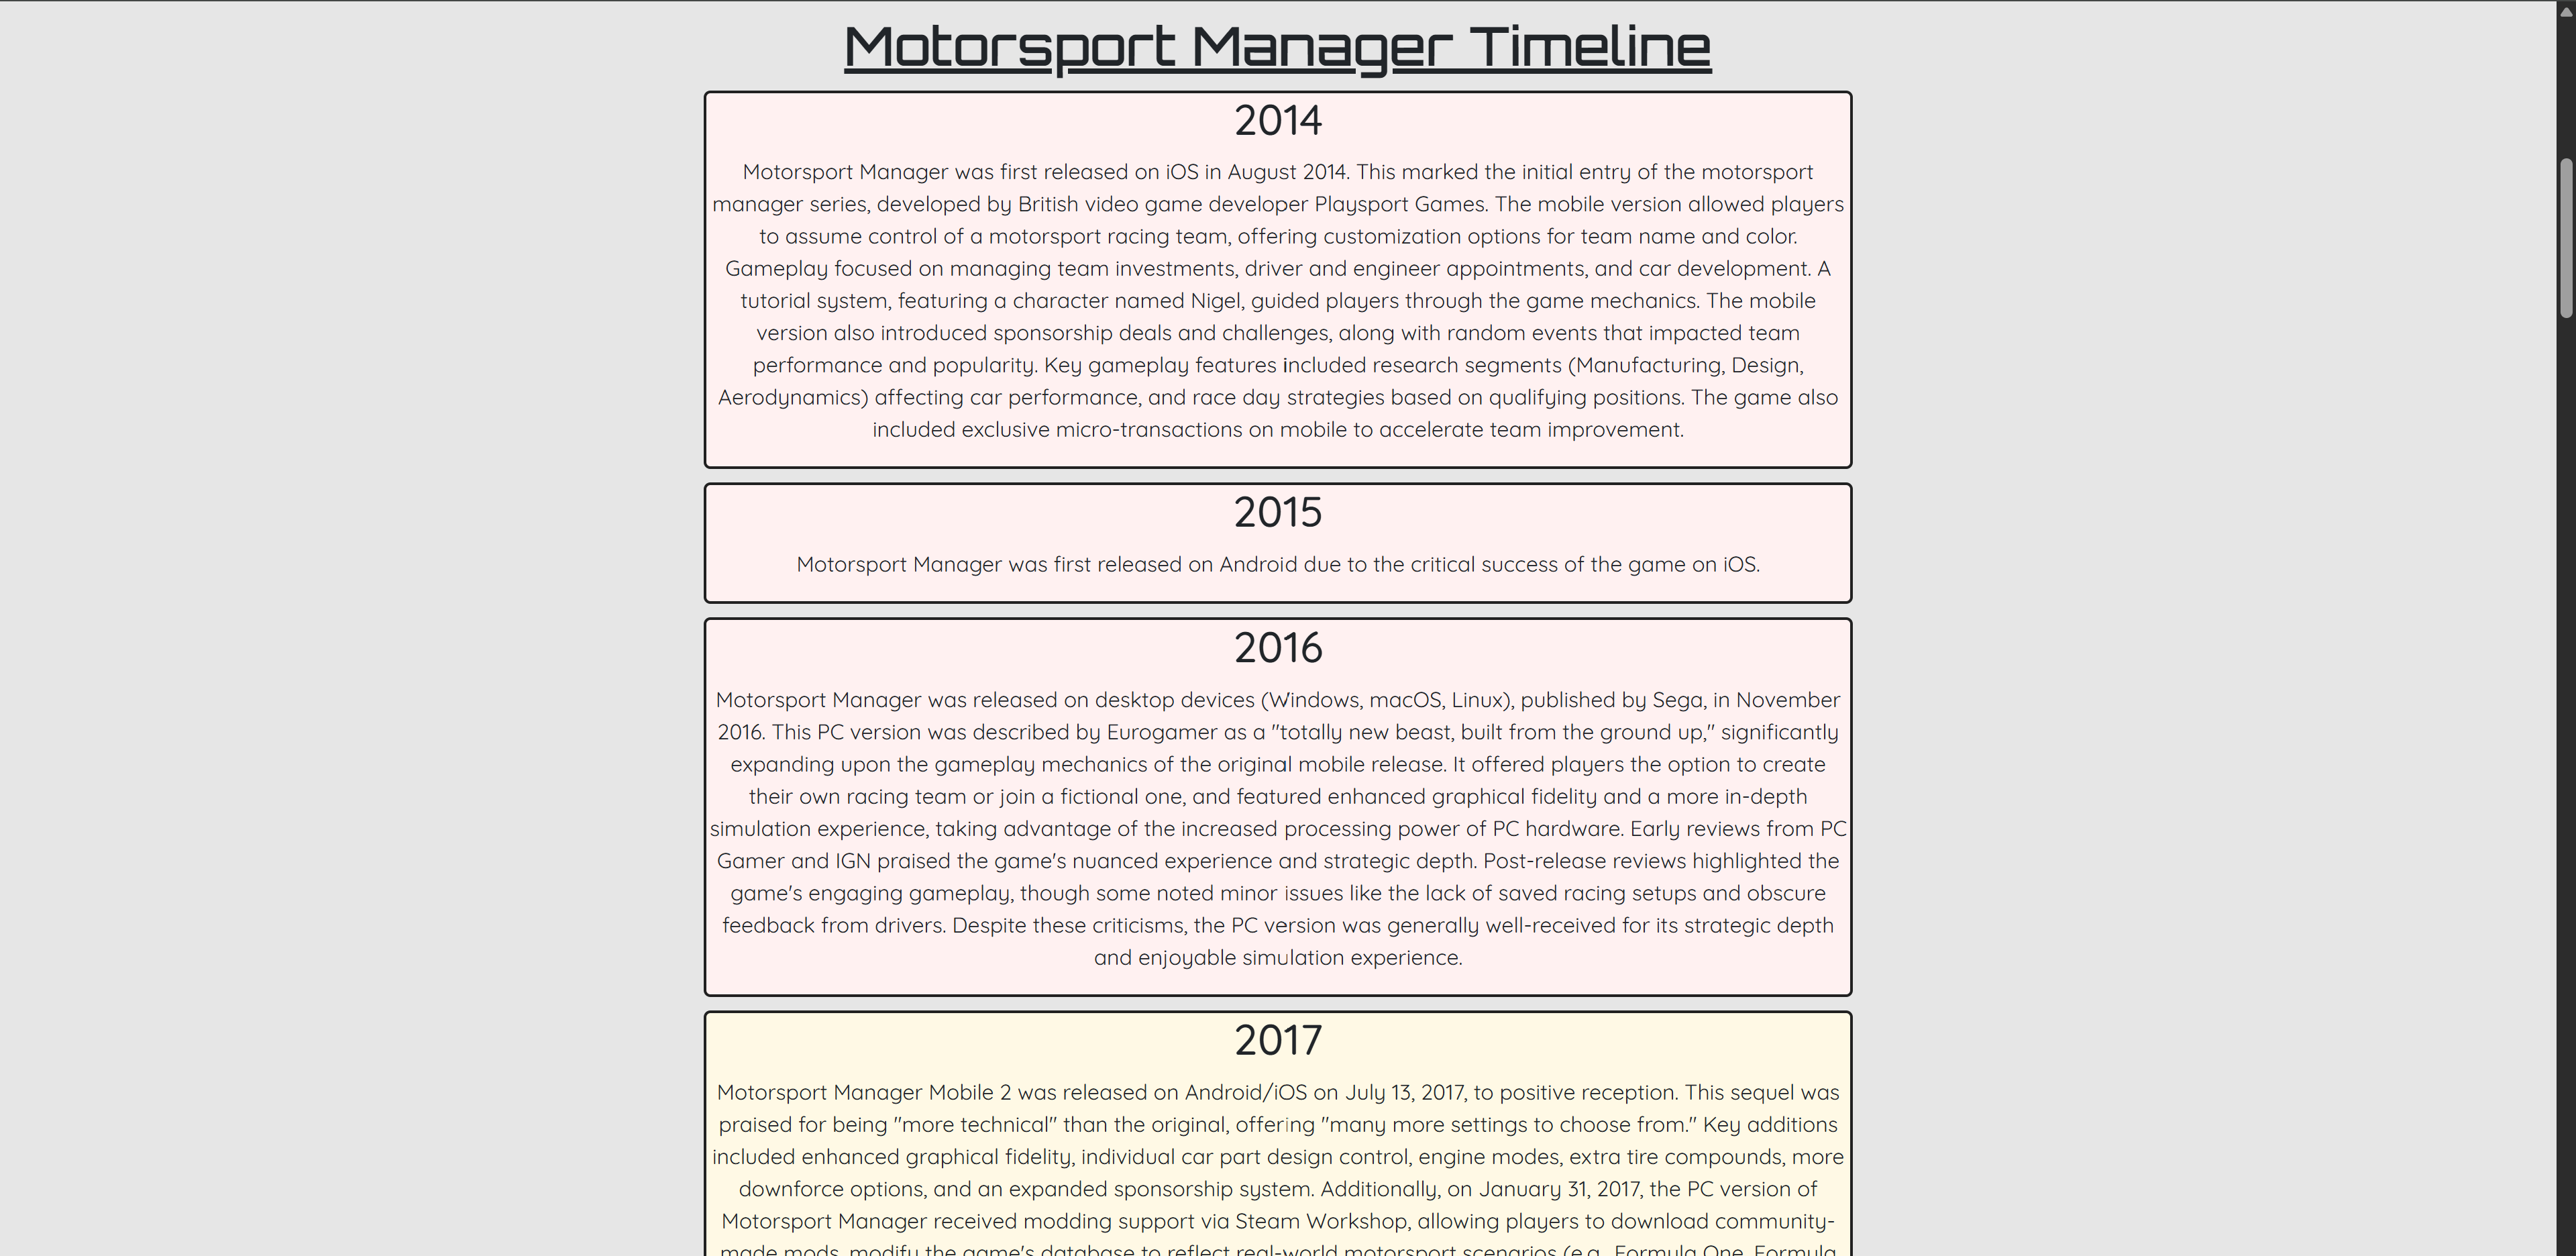 Motorsport Manager Timeline
2014
Motorsport Manager was first released on iOS in August 2014. This marked the initial entry of the motorsport
manager series, developed by British video game developer Playsport Games. The mobile version allowed players
to assume control of a motorsport racing team, offering customization options for team name and color.
Gameplay focused on managing team investments, driver and engineer appointments, and car development. A
tutorial system, featuring a character named Nigel, guided players through the game mechanics. The mobile
version also introduced sponsorship deals and challenges, along with random events that impacted team
performance and popularity. Key gameplay features included research segments (Manufacturing, Design,
Aerodynamics) affecting car performance, and race day strategies based on qualifying positions. The game also
included exclusive micro-transactions on mobile to accelerate team improvement.
2015
Motorsport Manager was first released on Android due to the critical success of the game on iOS.
2016
Motorsport Manager was released on desktop devices (Windows, macOS, Linux), published by Sega, in November
2016. This PC version was described by Eurogamer as a "totally new beast, built from the ground up," significantly
expanding upon the gameplay mechanics of the original mobile release. It offered players the option to create
their own racing team or join a fictional one, and featured enhanced graphical fidelity and a more in-depth
simulation experience, taking advantage of the increased processing power of PC hardware. Early reviews from PC
Gamer and IGN praised the game's nuanced experience and strategic depth. Post-release reviews highlighted the
game's engaging gameplay, though some noted minor issues like the lack of saved racing setups and obscure
feedback from drivers. Despite these criticisms, the PC version was generally well-received for its strategic depth
and enjoyable simulation experience.
2017
Motorsport Manager Mobile 2 was released on Android/iOS on July 13, 2017, to positive reception. This sequel was
praised for being "more technical" than the original, offering "many more settings to choose from." Key additions
included enhanced graphical fidelity, individual car part design control, engine modes, extra tire compounds, more
downforce options, and an expanded sponsorship system. Additionally, on January 31, 2017, the PC version of
Motorsport Manager received modding support via Steam Workshop, allowing players to download community-
made mods, modify the game's database to reflect real-world motorsport scenarios (e.g., Formula One, Formula